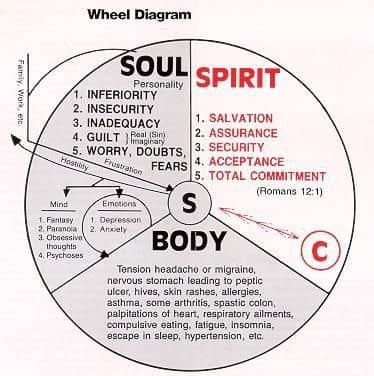 Wheel Diagram
SOUL
Personality
1. INFERIORITY
2. INSECURITY
3. INADEQUACY
4. GUILT } Real (Sin)
Imaginary
5. WORRY, DOUBTS,
FEARS
SPIRIT
1. SALVATION
2. ASSURANCE
3. SECURITY
4. ACCEPTANCE
5. TOTAL COMMITMENT
(Romans 12:1)
Family, Work, etc.
Hostility
Frustration
Mind
1. Fantasy
2. Paranoia
3. Obsessive
thoughts
4. Psychoses
Emotions
1. Depression
2. Anxiety
S
C
BODY
Tension headache or migraine,
nervous stomach leading to peptic
ulcer, hives, skin rashes, allergies,
asthma, some arthritis, spastic colon,
palpitations of heart, respiratory ailments,
compulsive eating, fatigue, insomnia,
escape in sleep, hypertension, etc.